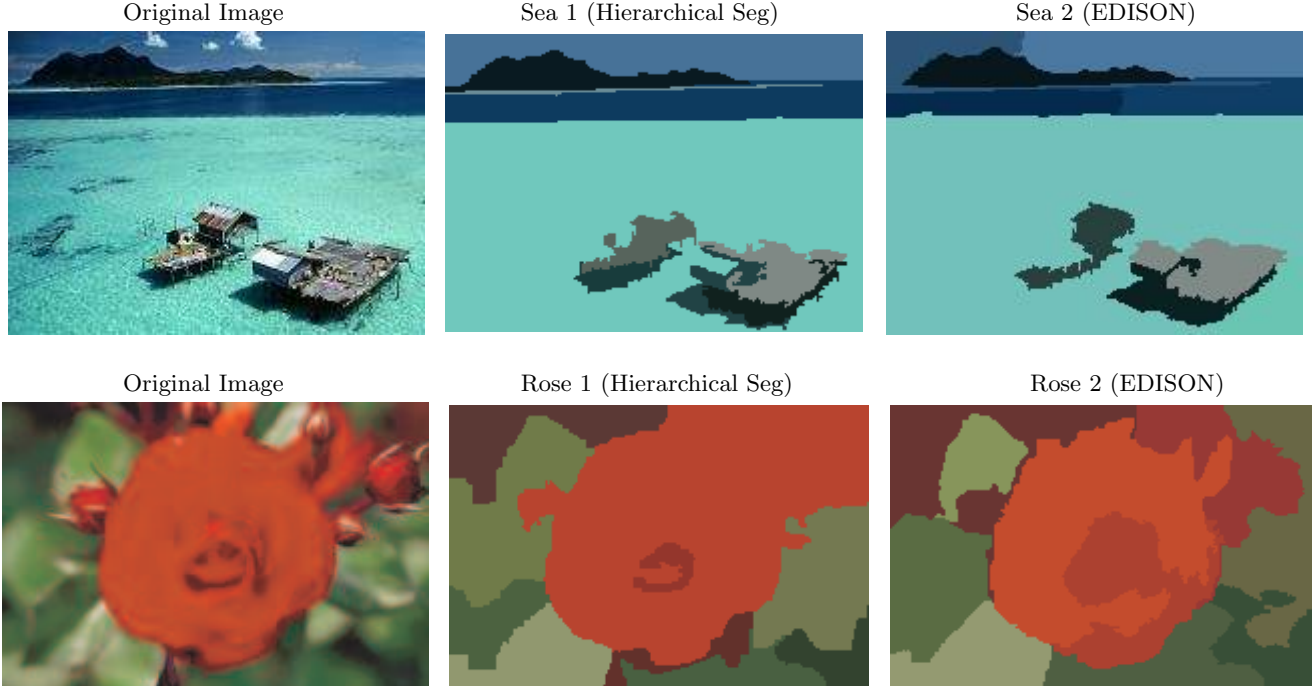 Original Image
Sea 1 (Hierarchical Seg)
Sea 2 (EDISON)
Original Image
Rose 1 (Hierarchical Seg)
Rose 2 (EDISON)